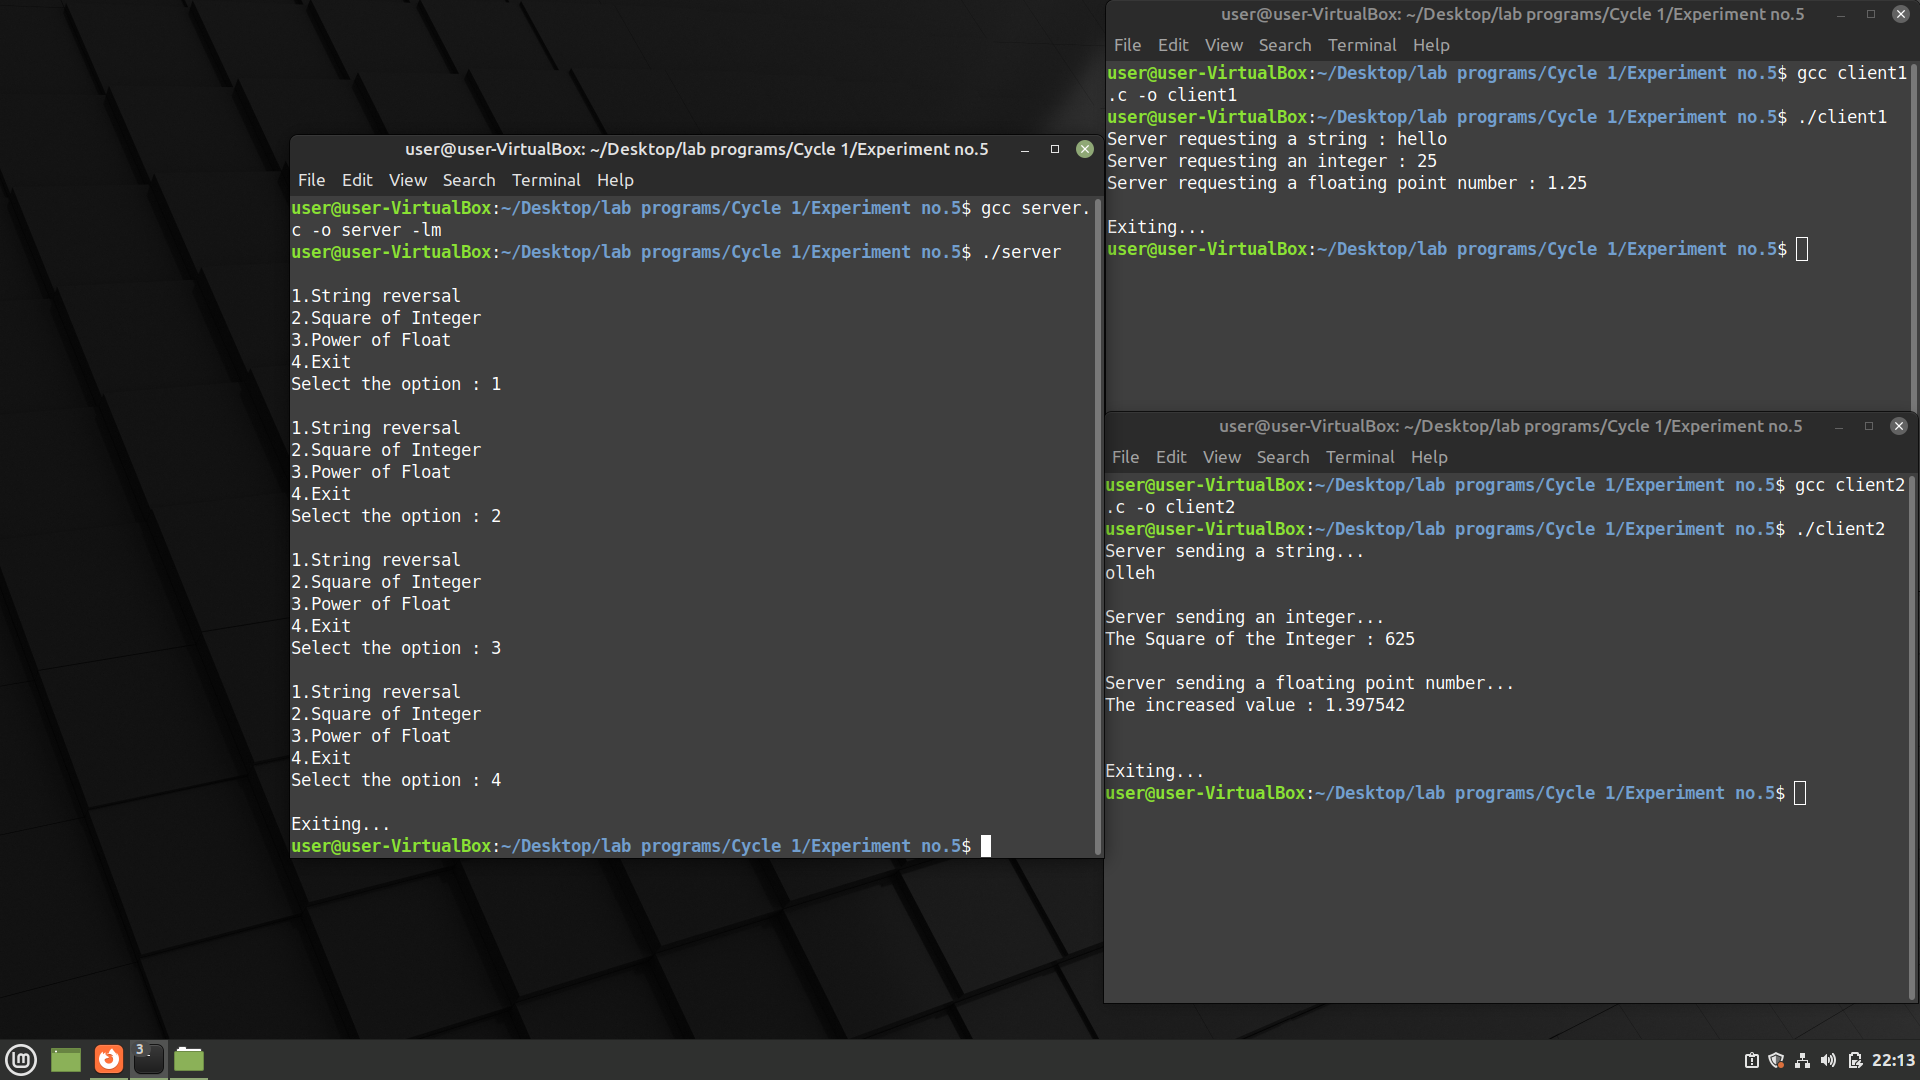 user@user-VirtualBox: ~/Desktop/lab programs/Cycle 1/Experiment no.5
File Edit View Search Terminal Help
user@user-VirtualBox:~/Desktop/lab programs/Cycle 1/Experiment no.5$ gcc server.
c -o server -lm
user@user-VirtualBox:~/Desktop/lab programs/Cycle 1/Experiment no.5$ ./server
1.String reversal
2.Square of Integer
3.Power of Float
4.Exit
Select the option : 1
1.String reversal
2.Square of Integer
3.Power of Float
4.Exit
Select the option : 2
1.String reversal
2.Square of Integer
3.Power of Float
4.Exit
Select the option : 3
1.String reversal
2.Square of Integer
3.Power of Float
4.Exit
Select the option : 4
Exiting...
user@user-VirtualBox:~/Desktop/lab programs/Cycle 1/Experiment no.5$
user@user-VirtualBox: ~/Desktop/lab programs/Cycle 1/Experiment no.5
File Edit View Search Terminal Help
user@user-VirtualBox:~/Desktop/lab programs/Cycle 1/Experiment no.5$ gcc client1
.c -o client1
user@user-VirtualBox:~/Desktop/lab programs/Cycle 1/Experiment no.5$ ./client1
Server requesting a string : hello
Server requesting an integer : 25
Server requesting a floating point number : 1.25
Exiting...
user@user-VirtualBox:~/Desktop/lab programs/Cycle 1/Experiment no.5$
user@user-VirtualBox: ~/Desktop/lab programs/Cycle 1/Experiment no.5
File Edit View Search Terminal Help
user@user-VirtualBox:~/Desktop/lab programs/Cycle 1/Experiment no.5$ gcc client2
.c -o client2
user@user-VirtualBox:~/Desktop/lab programs/Cycle 1/Experiment no.5$ ./client2
Server sending a string...
olleh
Server sending an integer...
The Square of the Integer : 625
Server sending a floating point number...
The increased value : 1.397542
Exiting...
user@user-VirtualBox:~/Desktop/lab programs/Cycle 1/Experiment no.5$
3
22:13